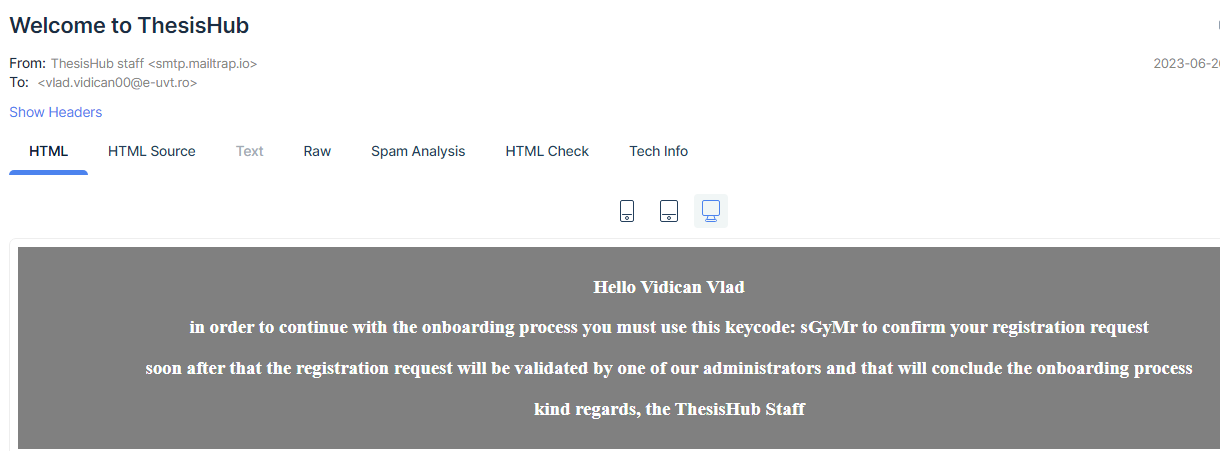 Welcome to ThesisHub
From: ThesisHub staff <smtp.mailtrap.io>
2023-06-2
To: <vlad.vidican00@e-uvt.ro>
Show Headers
HTML HTML Source Text Raw Spam Analysis HTML Check Tech Info
Hello Vidican Vlad
in order to continue with the onboarding process you must use this keycode: sGyMr to confirm your registration request
soon after that the registration request will be validated by one of our administrators and that will conclude the onboarding process
kind regards, the ThesisHub Staff